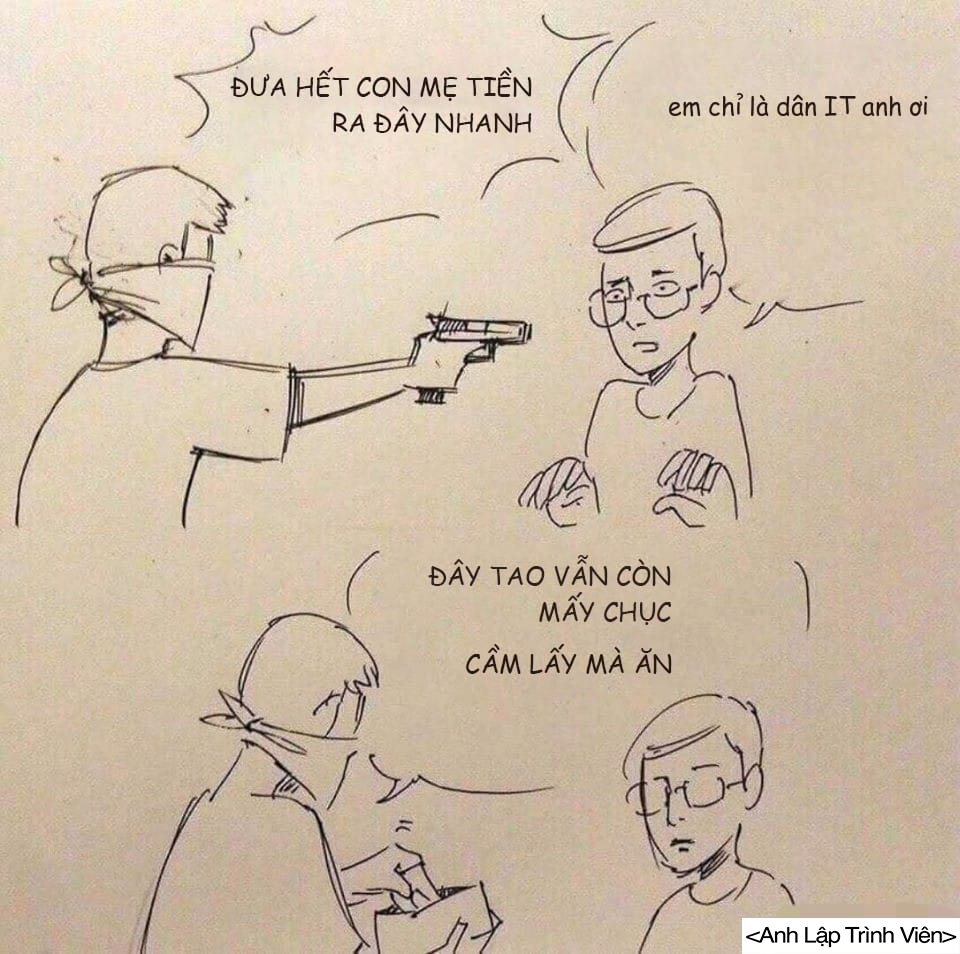 ĐƯA HẾT CON MẸ TIỀN
RA ĐÂY NHANH
em chỉ là dân IT anh ơi
ĐÂY TAO VẪN CÒN
MẤY CHỤC
CẦM LẤY MÀ ĂN
<Anh Lập Trình Viên>